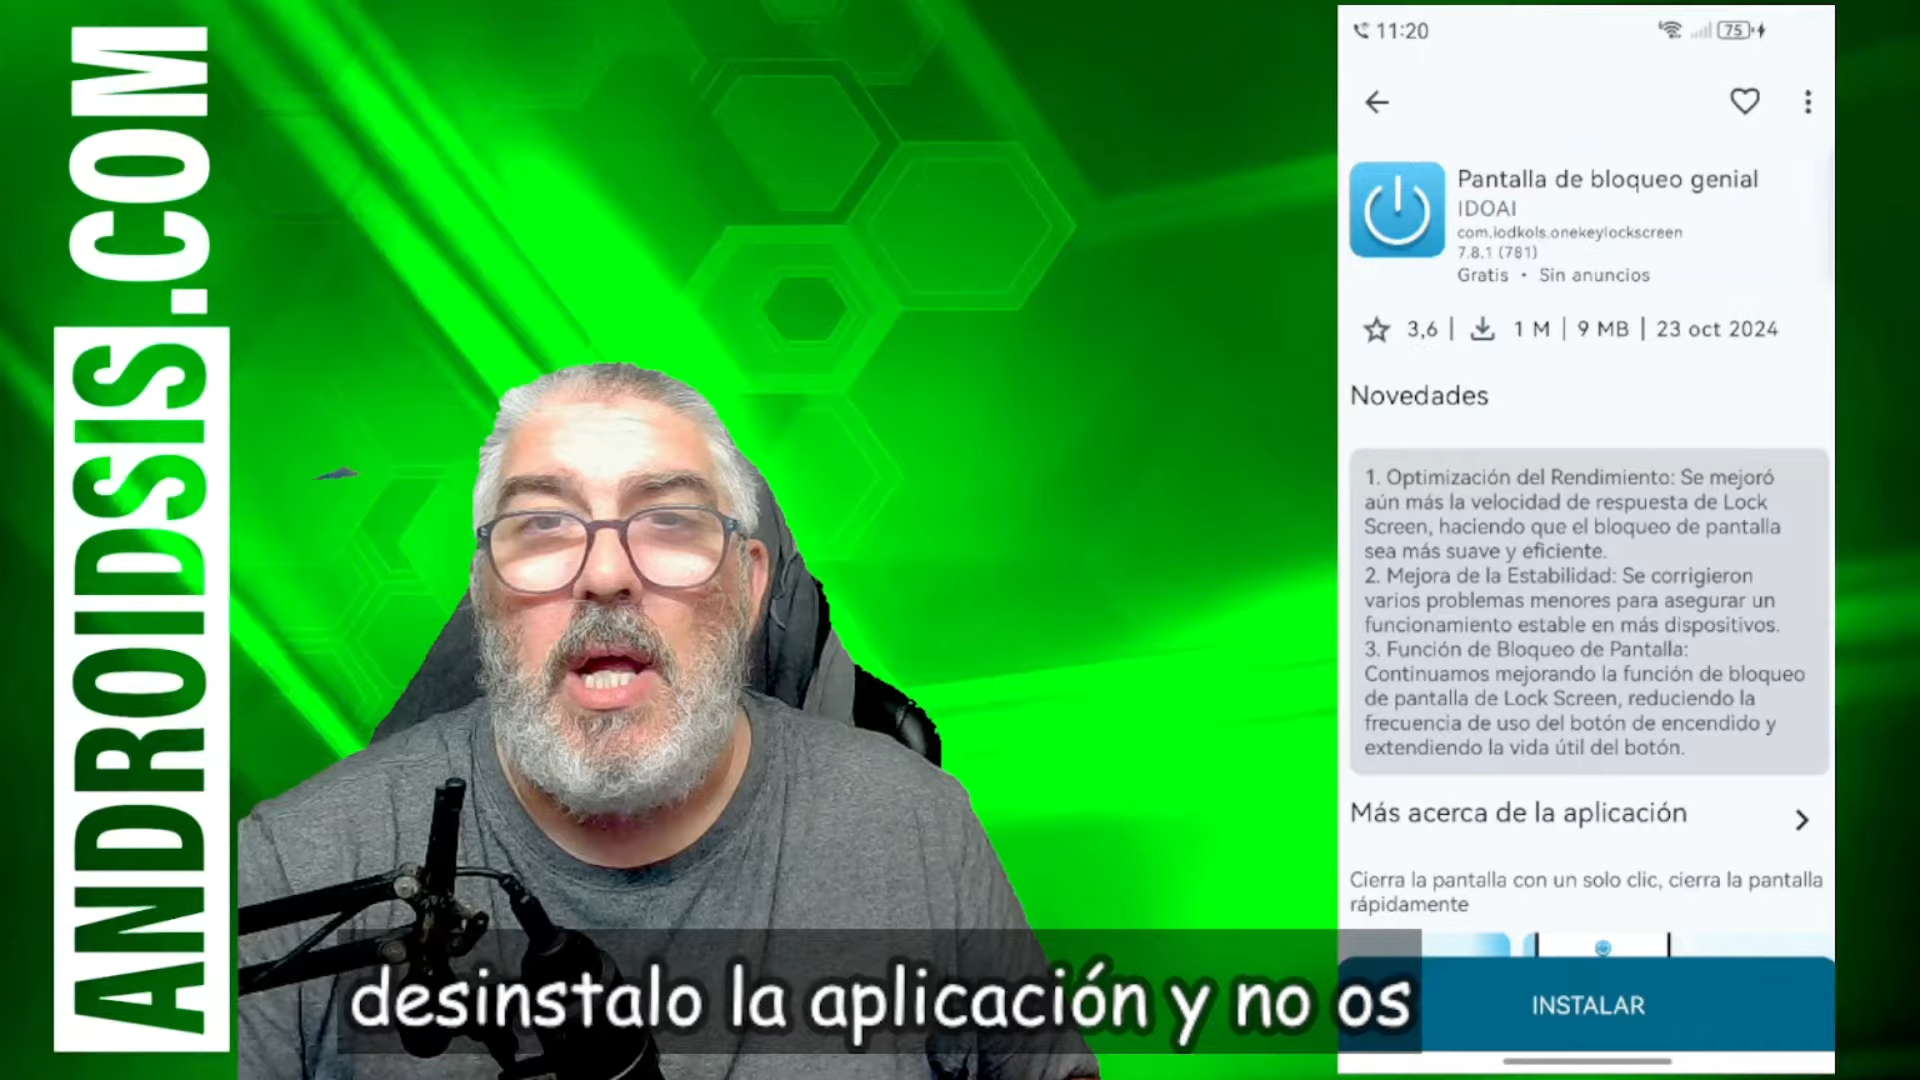 ANDROIDSIS.COM
11:20
75
Pantalla de bloqueo genial
IDOAI
com.iodkols.onekeylockscreen
7.8.1 (781)
Gratis • Sin anuncios
3,6 | 1 M | 9 MB | 23 oct 2024
Novedades
1. Optimización del Rendimiento: Se mejoró
aún más la velocidad de respuesta de Lock
Screen, haciendo que el bloqueo de pantalla
sea más suave y eficiente.
2. Mejora de la Estabilidad: Se corrigieron
varios problemas menores para asegurar un
funcionamiento estable en más dispositivos.
3. Función de Bloqueo de Pantalla:
Continuamos mejorando la función de bloqueo
de pantalla de Lock Screen, reduciendo la
frecuencia de uso del botón de encendido y
extendiendo la vida útil del botón.
Más acerca de la aplicación
Cierra la pantalla con un solo clic, cierra la pantalla
rápidamente
INSTALAR
desinstalo la aplicación y no os